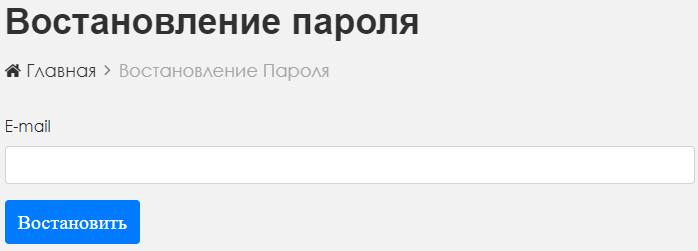 Востановление пароля
Главная > Востановление Пароля
E-mail
Востановить